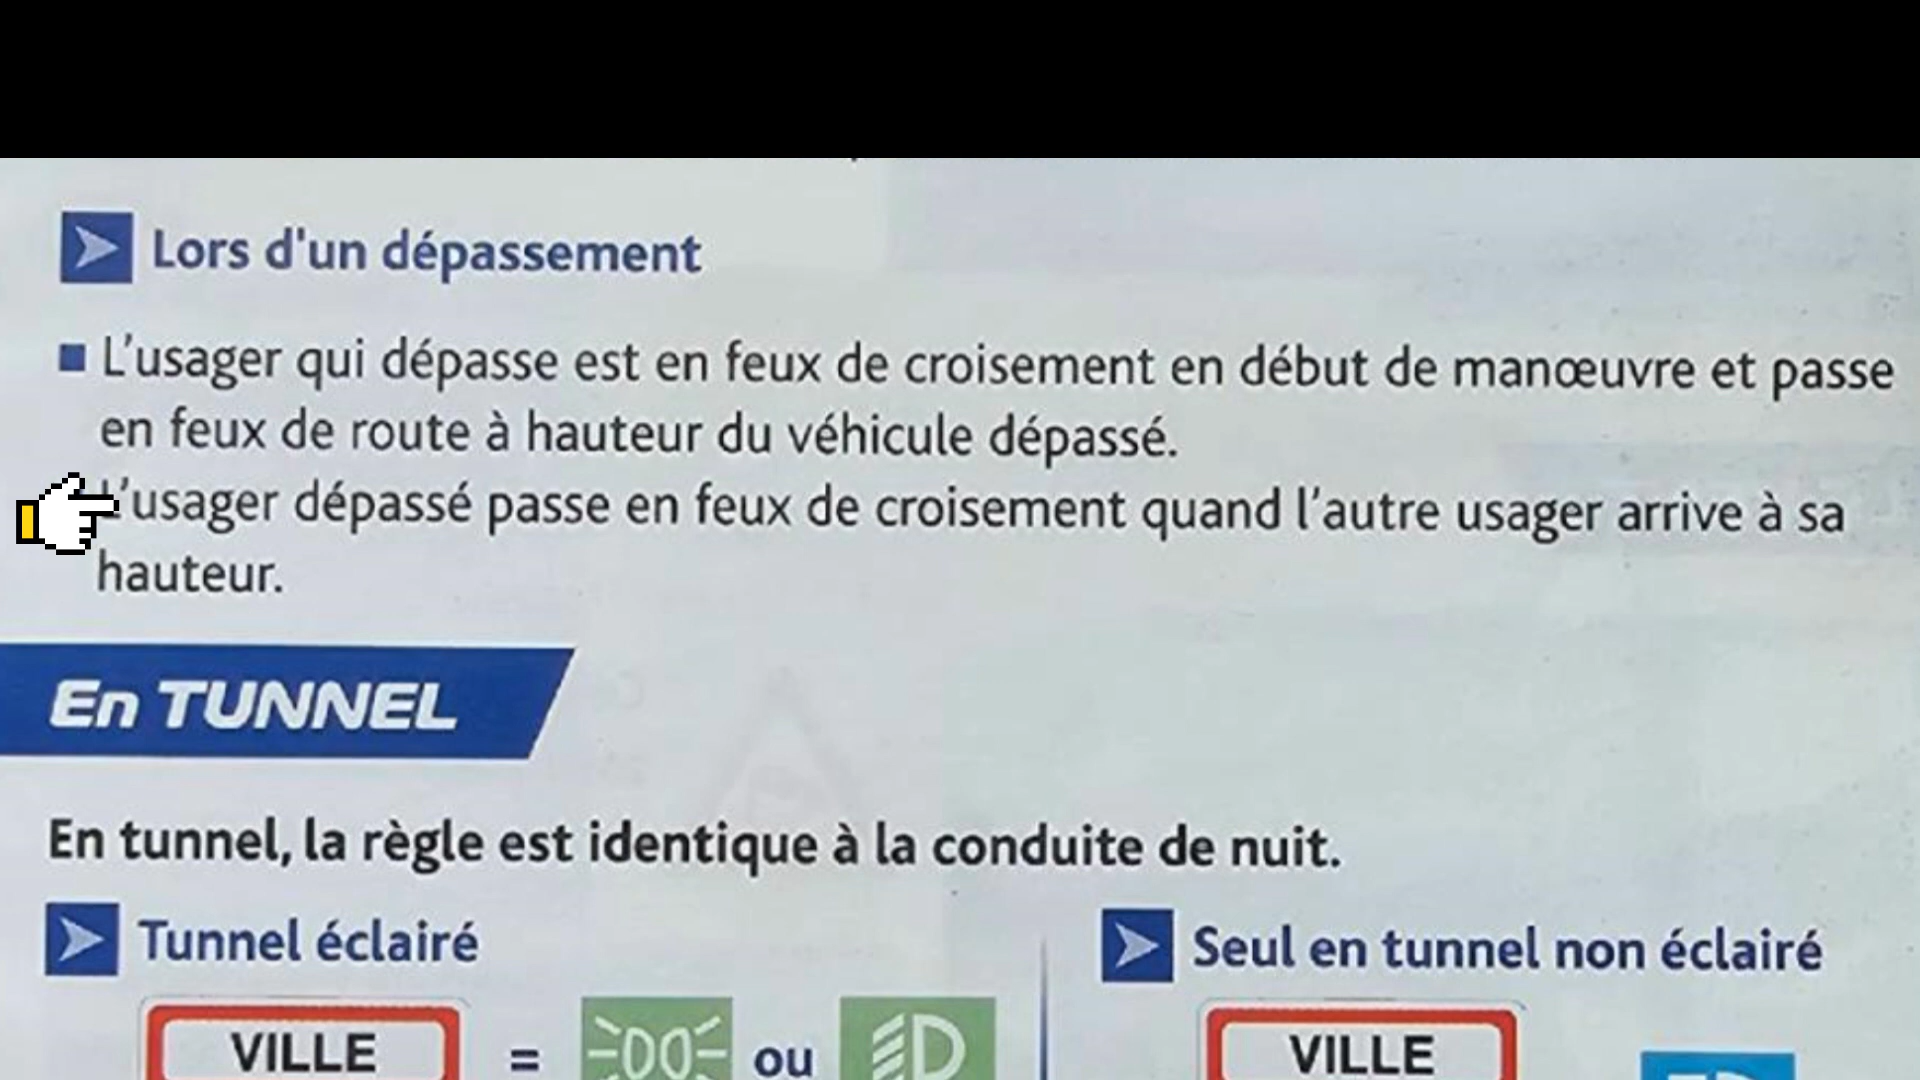 Lors d'un dépassement
L'usager qui dépasse est en feux de croisement en début de manœuvre et passe
en feux de route à hauteur du véhicule dépassé.
L'usager dépassé passe en feux de croisement quand l'autre usager arrive à sa
hauteur.
En TUNNEL
En tunnel, la règle est identique à la conduite de nuit.
Tunnel éclairé
Seul en tunnel non éclairé
VILLE = ou
VILLE